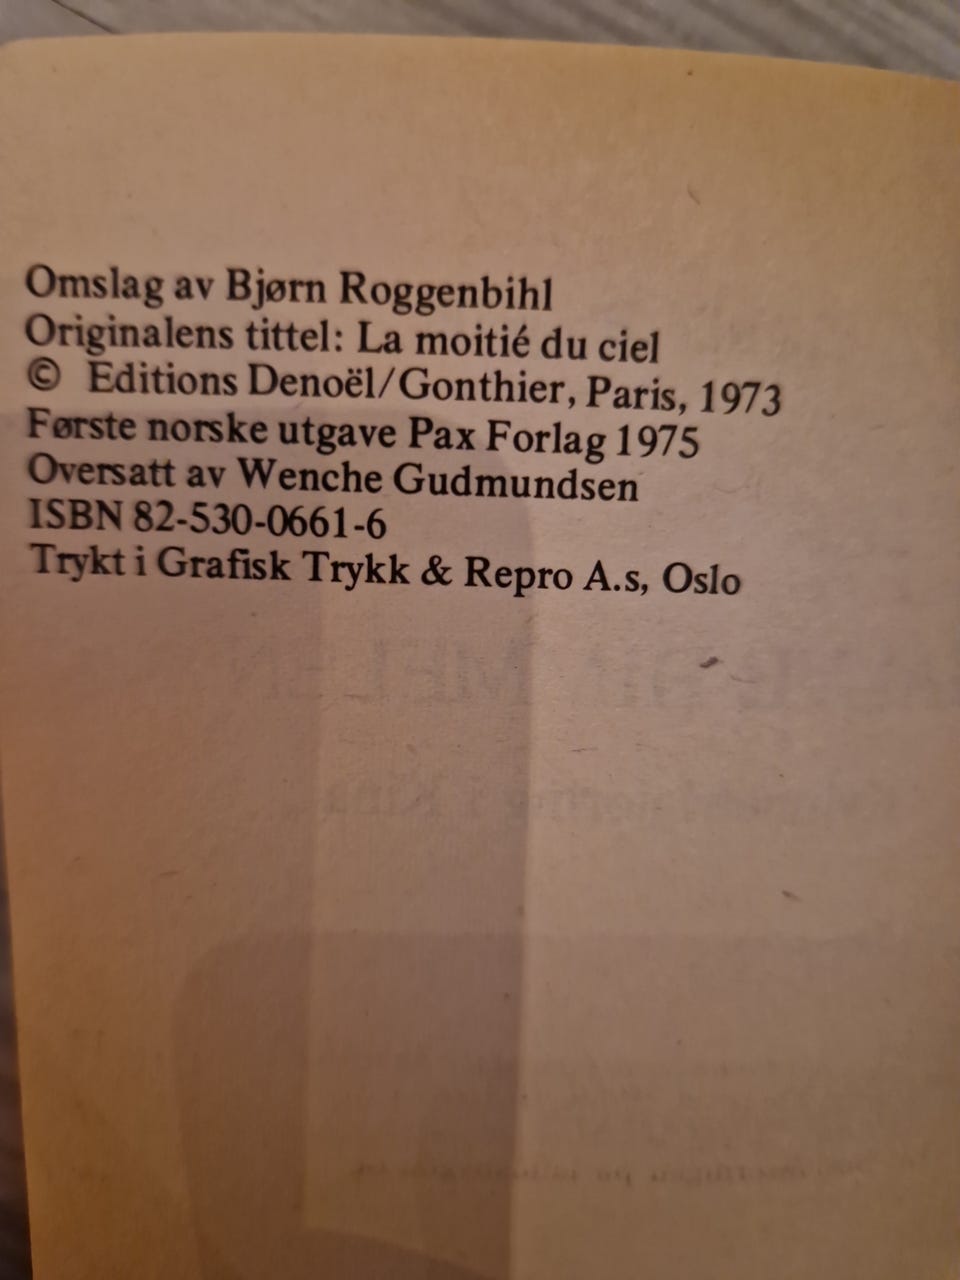 Omslag av Bjørn Roggenbihl
Originalens tittel: La moitié du ciel
© Editions Denoël/Gonthier, Paris, 1973
Første norske utgave Pax Forlag 1975
Oversatt av Wenche Gudmundsen
ISBN 82-530-0661-6
Trykt i Grafisk Trykk & Repro A.s, Oslo